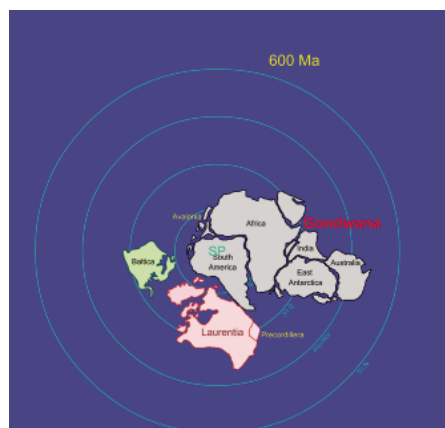 600 Ma
Avalonia
Africa
Gondwana
SP
South
America
India
Australia
East
Antarctica
Baltica
Laurentia
Precordillera